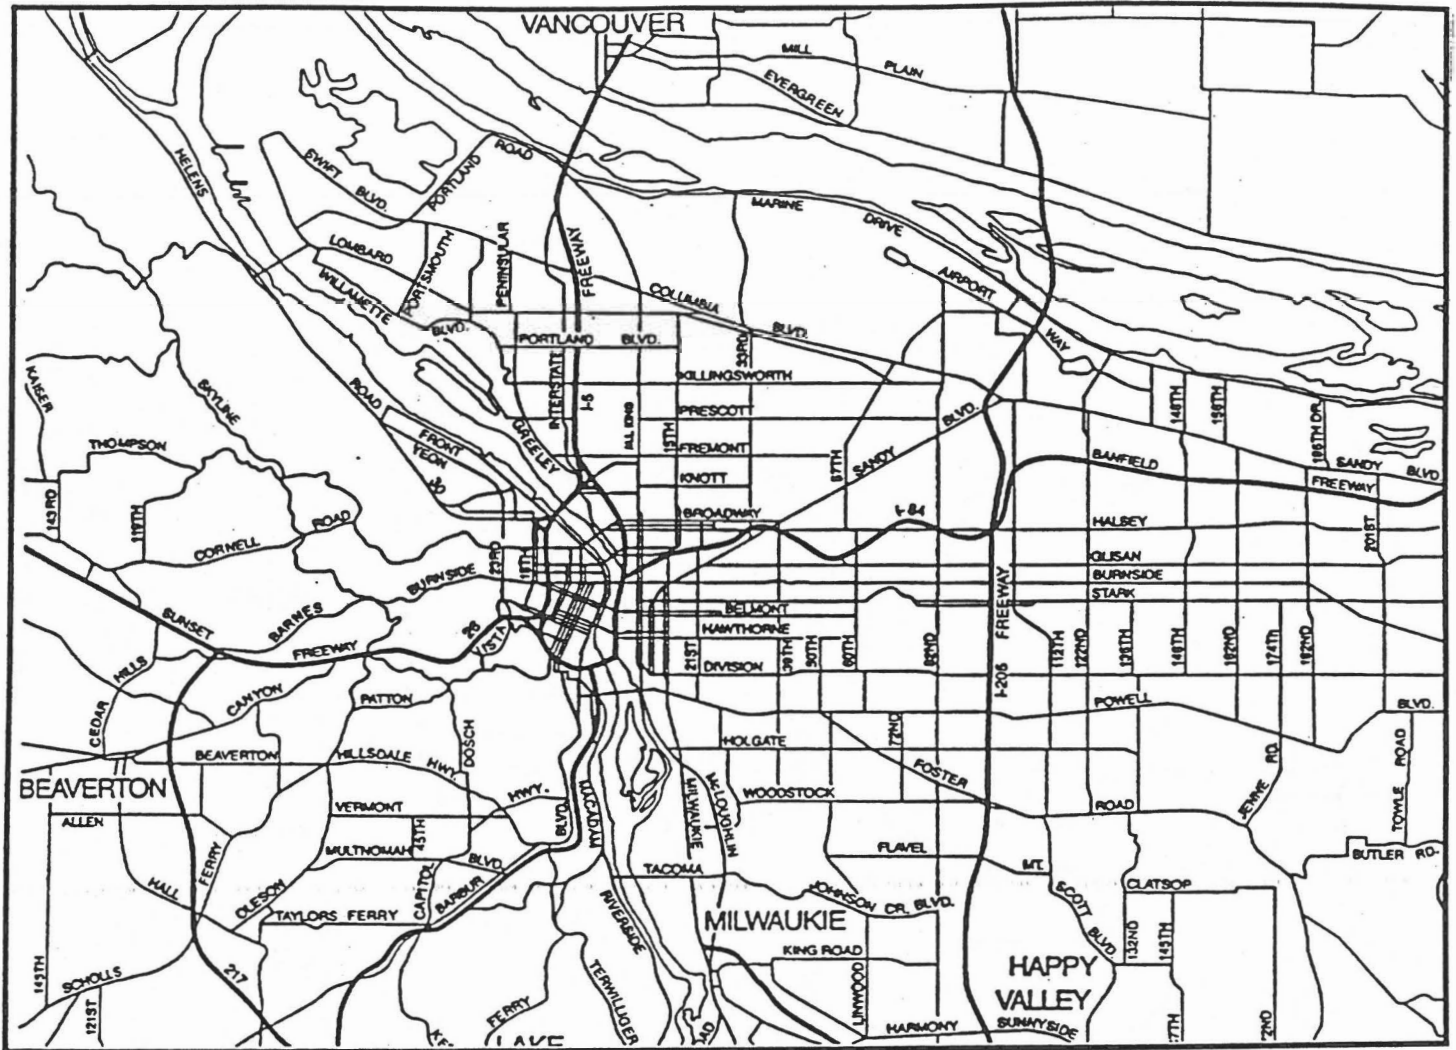 VANCOUVER
MILL
PLAIN
EVERGREEN
HELENS
SWIFT
BLVD.
PORTLAND
ROAD
MARINE
DRIVE
LOMBARD
PORTSMOUTH
PENINSULAR
FREEWAY
WILLAMETTE
BLVD.
COLUMBIA
BLVD.
AIRPORT
WAY
PORTLAND BLVD.
33RD
KAISER
SKYLINE
ROAD
INTERSTATE
I-5
KILLINGSWORTH
BLVD.
148TH
158TH
PRESCOTT
15TH
THOMPSON
FRONT
YEON
GREELEY
FREMONT
SANDY
BANFIELD
SANDY BLVD.
FREEWAY
KNOTT
143RD
119TH
ROAD
BROADWAY
I-84
HALSEY
201ST
CORNELL
23RD
GLISAN
BURNSIDE
BURNSIDE
STARK
SUNSET
BARNES
26
VISTA
BELMONT
HAWTHORNE
FREEWAY
FREEWAY
21ST
DIVISION
39TH
50TH
60TH
82ND
I-205
112TH
122ND
148TH
162ND
174TH
182ND
HILLS
CEDAR
CANYON
PATTON
POWELL
BLVD.
DOSCH
72ND
HOLGATE
BEAVERTON
HILLSDALE
HWY.
FOSTER
ROAD
RD.
JENNE
TOWLE ROAD
BEAVERTON
HWY.
BLVD.
MACADAM
MILWAUKIE
McLOUGHLIN
WOODSTOCK
ALLEN
VERMONT
45TH
MULTNOMAH
BLVD.
FERRY
FLAVEL
MT.
SCOTT
BLVD.
BUTLER RD.
HALL
OLESON
CAPITOL
BARBUR
TACOMA
JOHNSON CR. BLVD.
CLATSOP
TAYLORS FERRY
RIVERSIDE
MILWAUKIE
132ND
145TH
KING ROAD
145TH
SCHOLLS
217
121ST
TERWILLIGER
FERRY
LINWOOD
HAPPY
VALLEY
HARMONY
SUNNYSIDE